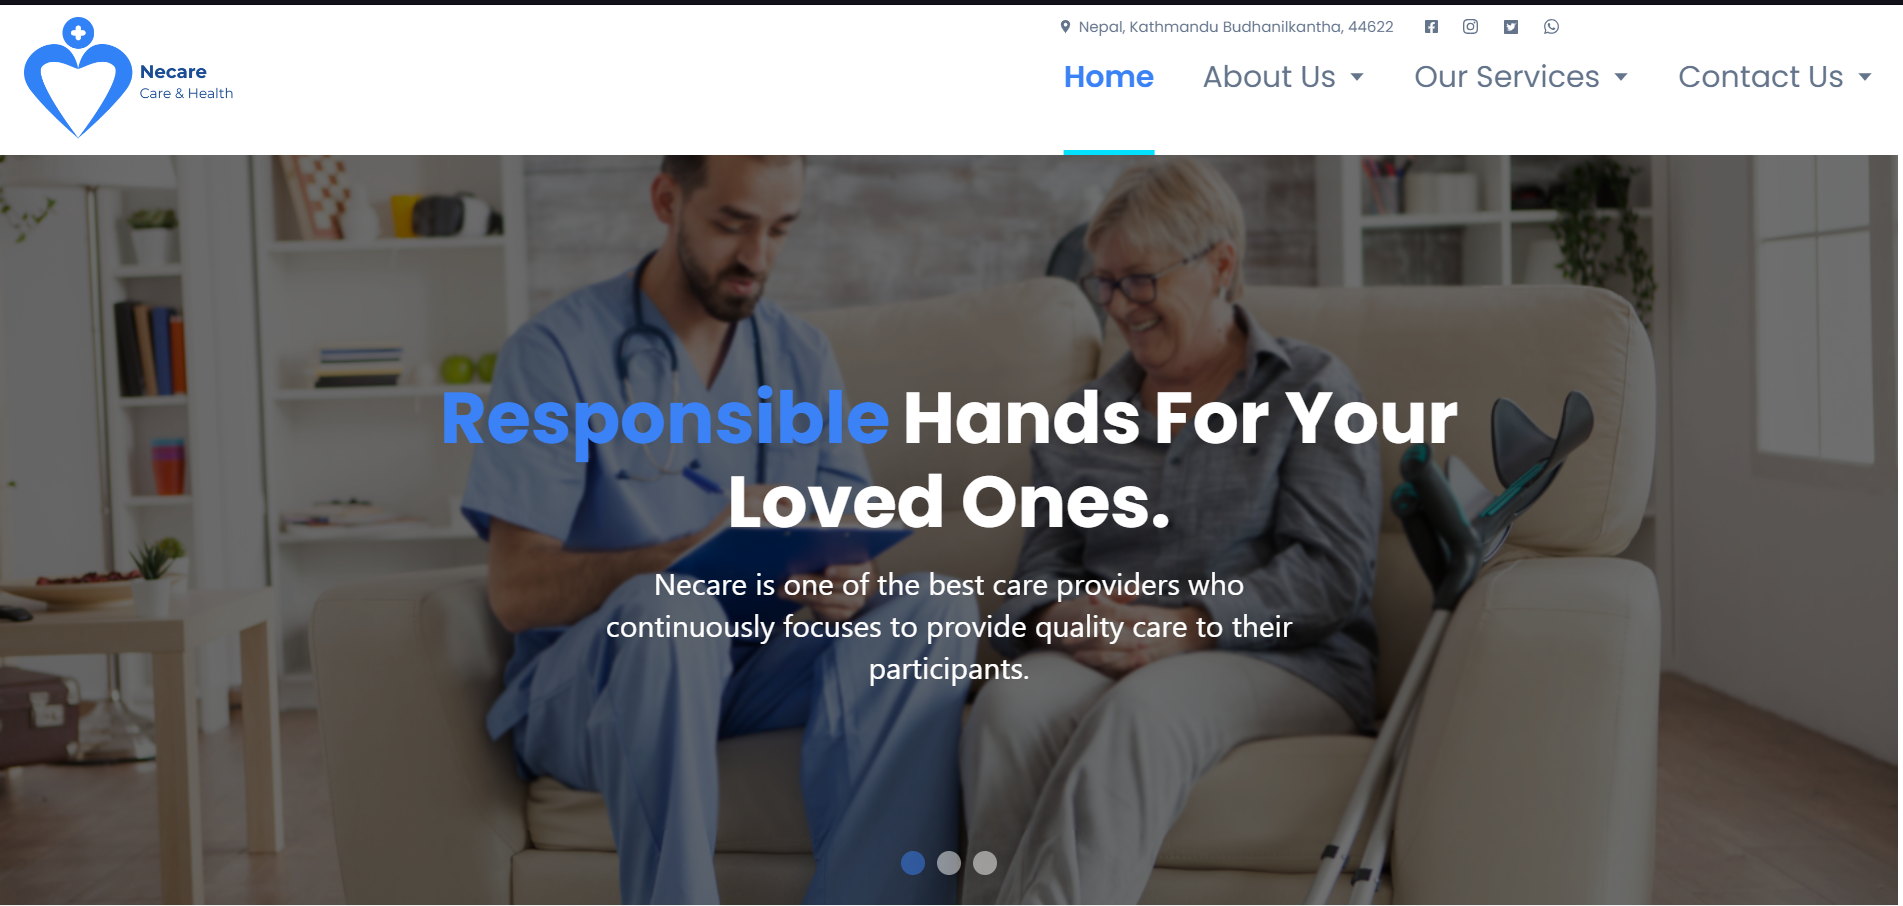 Nepal, Kathmandu Budhanilkantha, 44622
Necare
Care & Health
Home
About Us
Our Services
Contact Us
Responsible Hands For Your
Loved Ones.
Necare is one of the best care providers who
continuously focuses to provide quality care to their
participants.